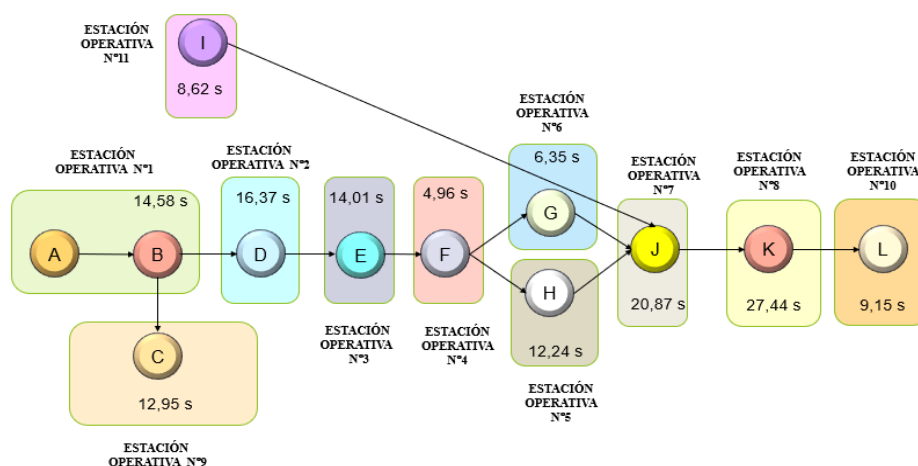 ESTACIÓN
OPERATIVA
N°11
I
8,62 s
ESTACIÓN
OPERATIVA N°1
14,58 s
A
B
ESTACIÓN
OPERATIVA N°2
16,37 s
D
14,01 s
E
ESTACIÓN
OPERATIVA
N°3
4,96 s
F
ESTACIÓN
OPERATIVA
N°4
ESTACIÓN
OPERATIVA
N°6
6,35 s
G
H
12,24 s
ESTACIÓN
OPERATIVA
N°5
ESTACIÓN
OPERATIVA
N°7
J
20,87 s
ESTACIÓN
OPERATIVA
N°8
K
27,44 s
ESTACIÓN
OPERATIVA
N°10
L
9,15 s
C
12,95 s
ESTACIÓN
OPERATIVA N°9